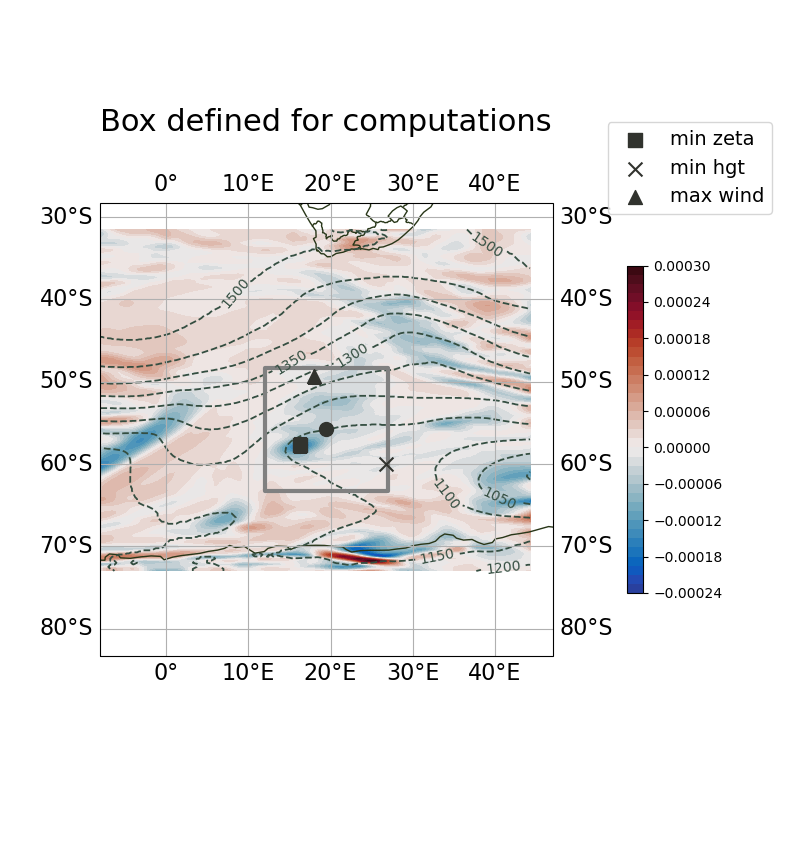 Box defined for computations
min zeta
min hgt
max wind
0° 10°E 20°E 30°E 40°E
30°S 30°S
40°S 40°S
50°S 50°S
60°S 60°S
70°S 70°S
80°S 80°S
0° 10°E 20°E 30°E 40°E
1500
1500
1350
1300
1100
1050
1150
1200
0.00030
0.00024
0.00018
0.00012
0.00006
0.00000
−0.00006
−0.00012
−0.00018
−0.00024